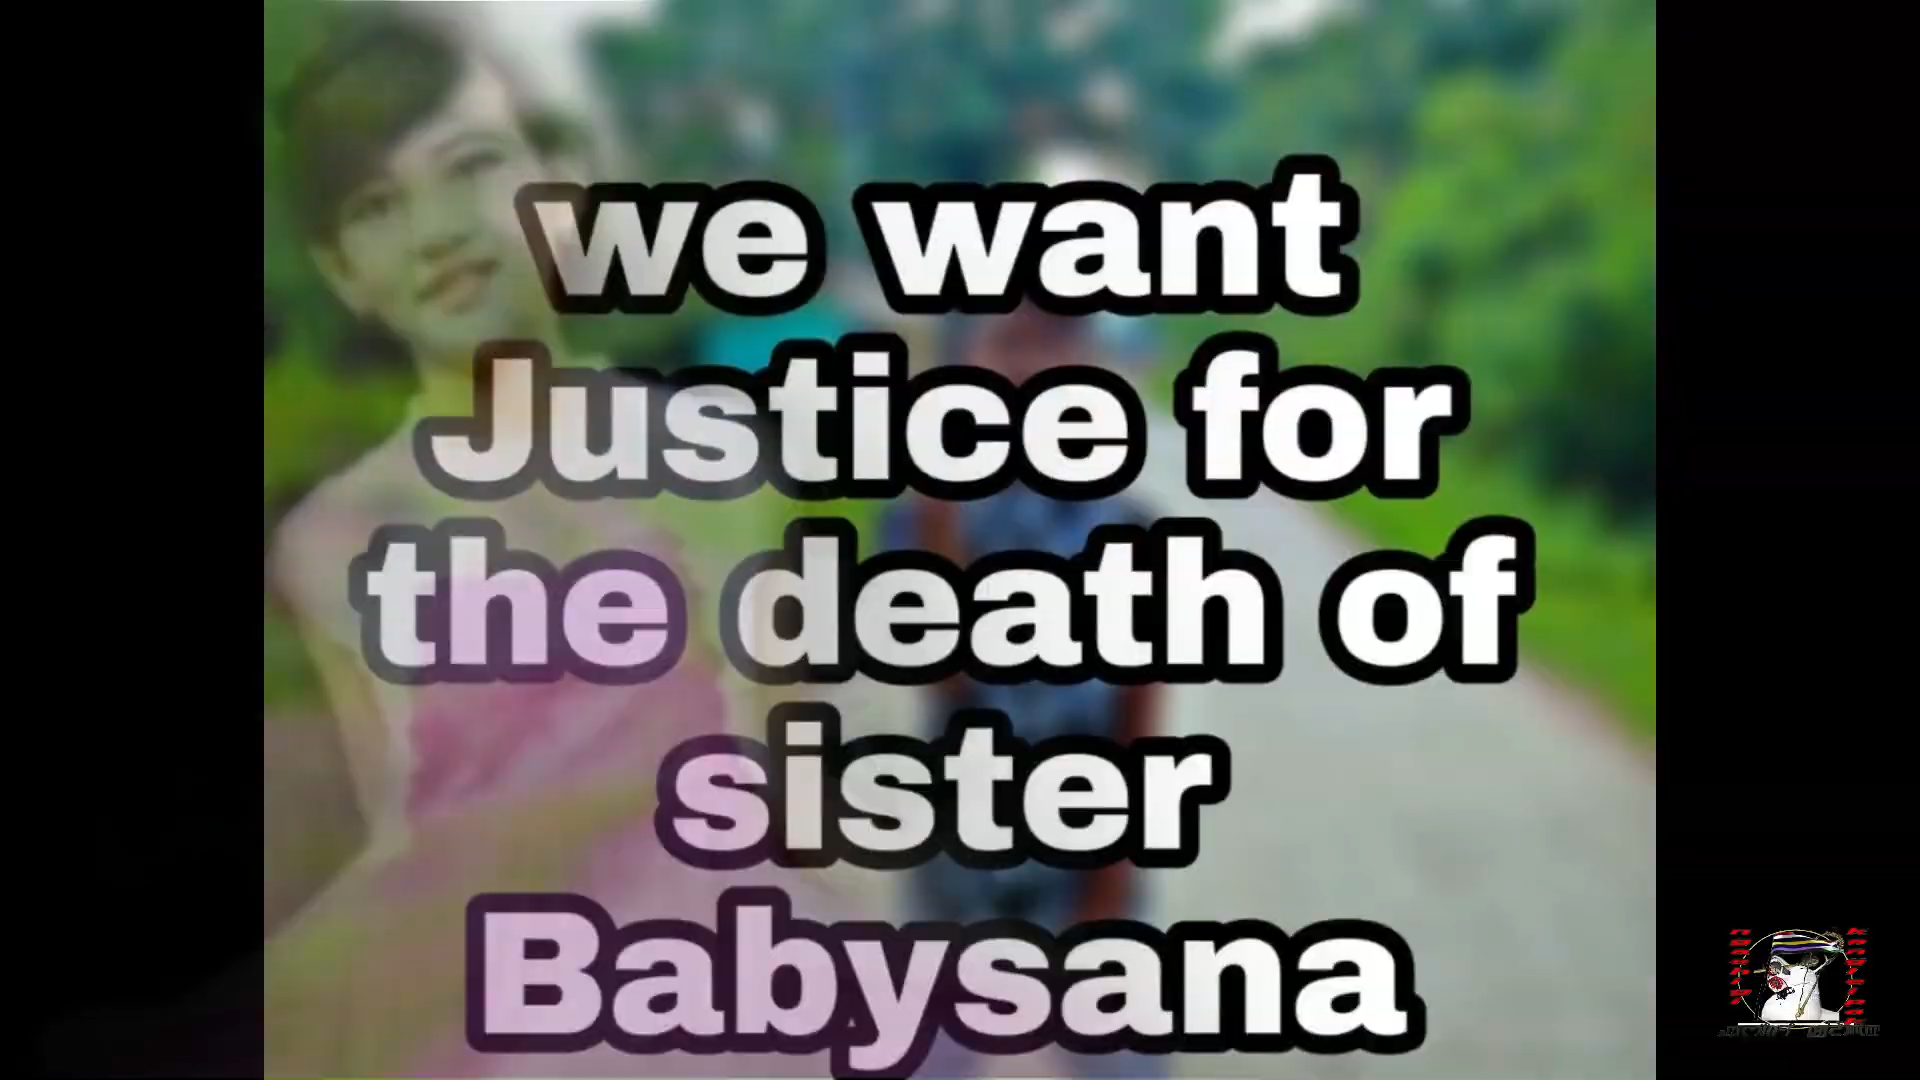 we want
Justice for
the death of
sister
Babysana